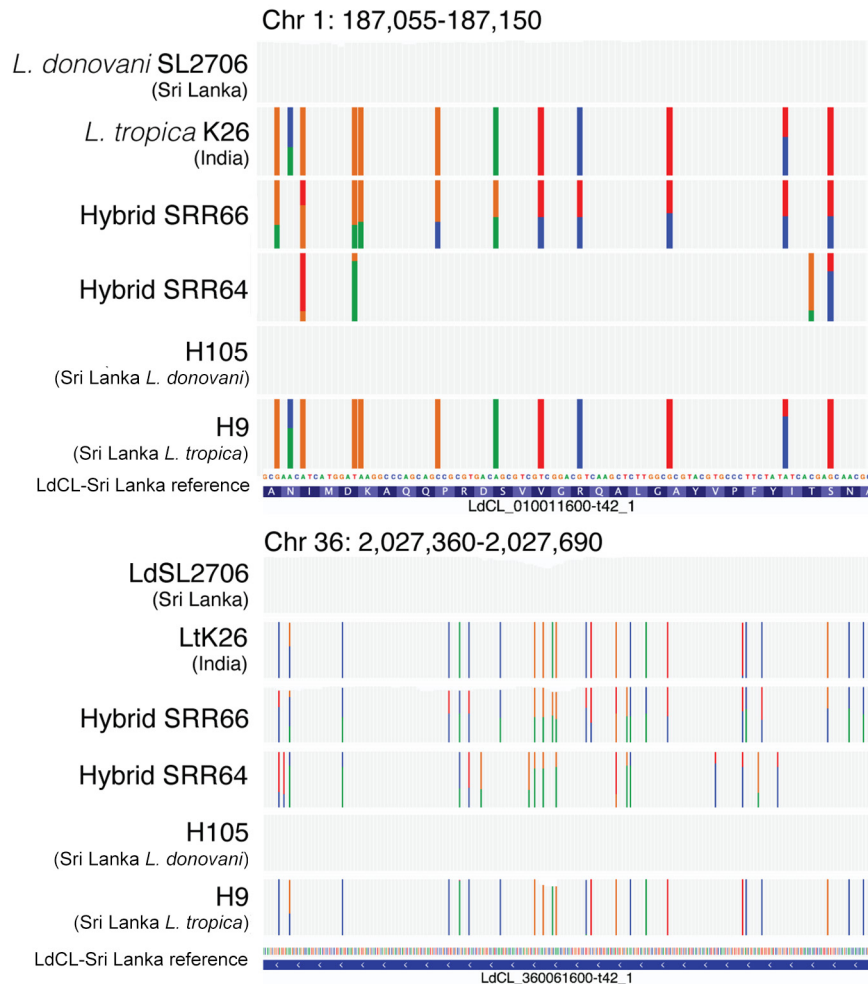 Chr 1: 187,055-187,150
L. donovani SL2706
(Sri Lanka)
L. tropica K26
(India)
Hybrid SRR66
Hybrid SRR64
H105
(Sri Lanka L. donovani)
H9
(Sri Lanka L. tropica)
LdCL-Sri Lanka reference
GCGAACATCATGGATAAGGCCCAGCAGCCGCGTGACAGCGTCGTCGGACGTCAAGCTCTTGGCGCGTACGTGCCCTTCTATATCACGAGCAACG
A N I M D K A Q Q P R D S V V G R Q A L G A Y V P F Y I T S N A
LdCL_010011600-t42_1
Chr 36: 2,027,360-2,027,690
LdSL2706
(Sri Lanka)
LtK26
(India)
Hybrid SRR66
Hybrid SRR64
H105
(Sri Lanka L. donovani)
H9
(Sri Lanka L. tropica)
LdCL-Sri Lanka reference
LdCL_360061600-t42_1